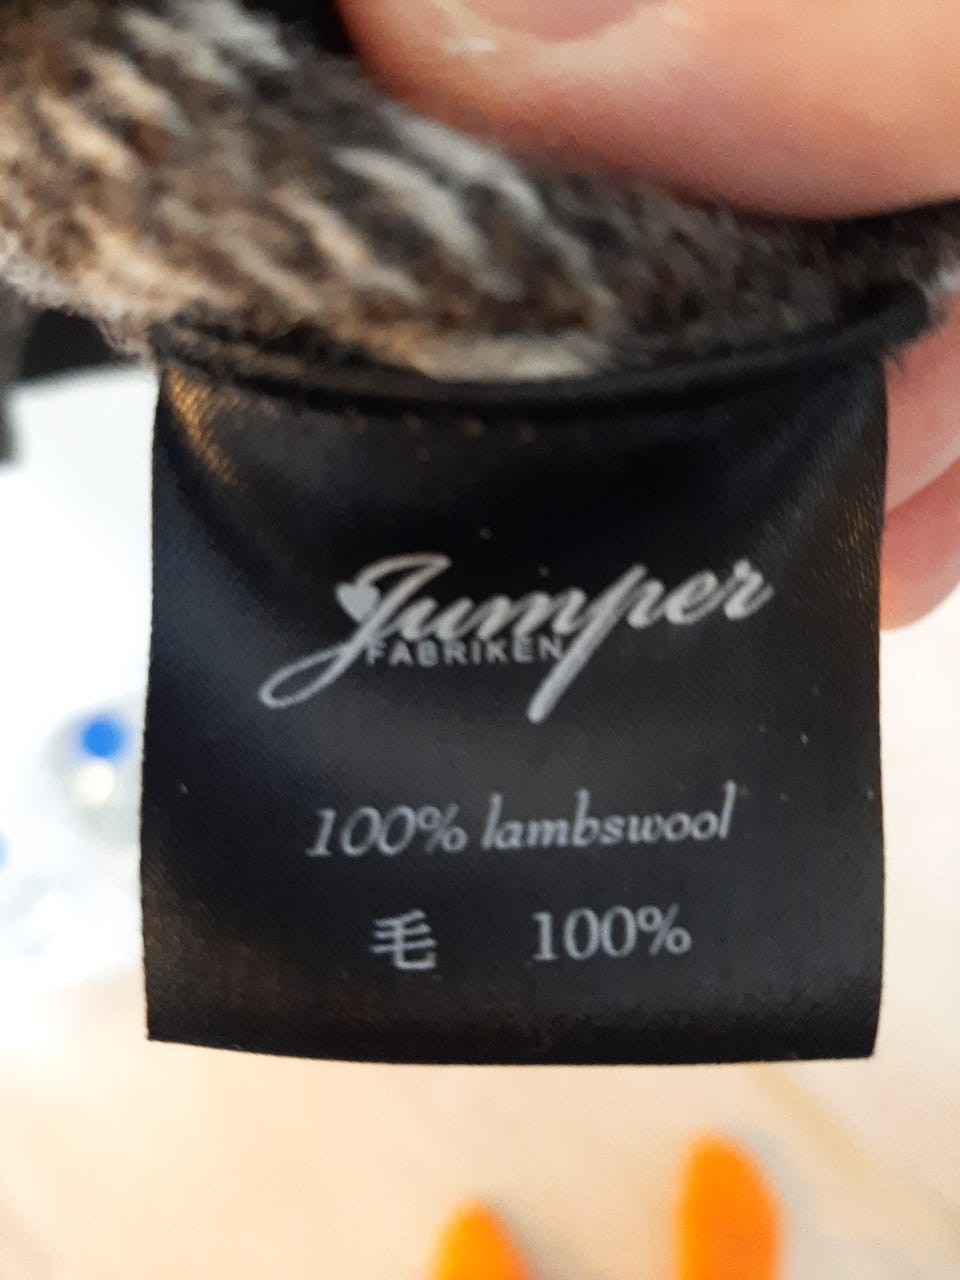 Jumper
FABRIKEN
100% lambswool
毛 100%